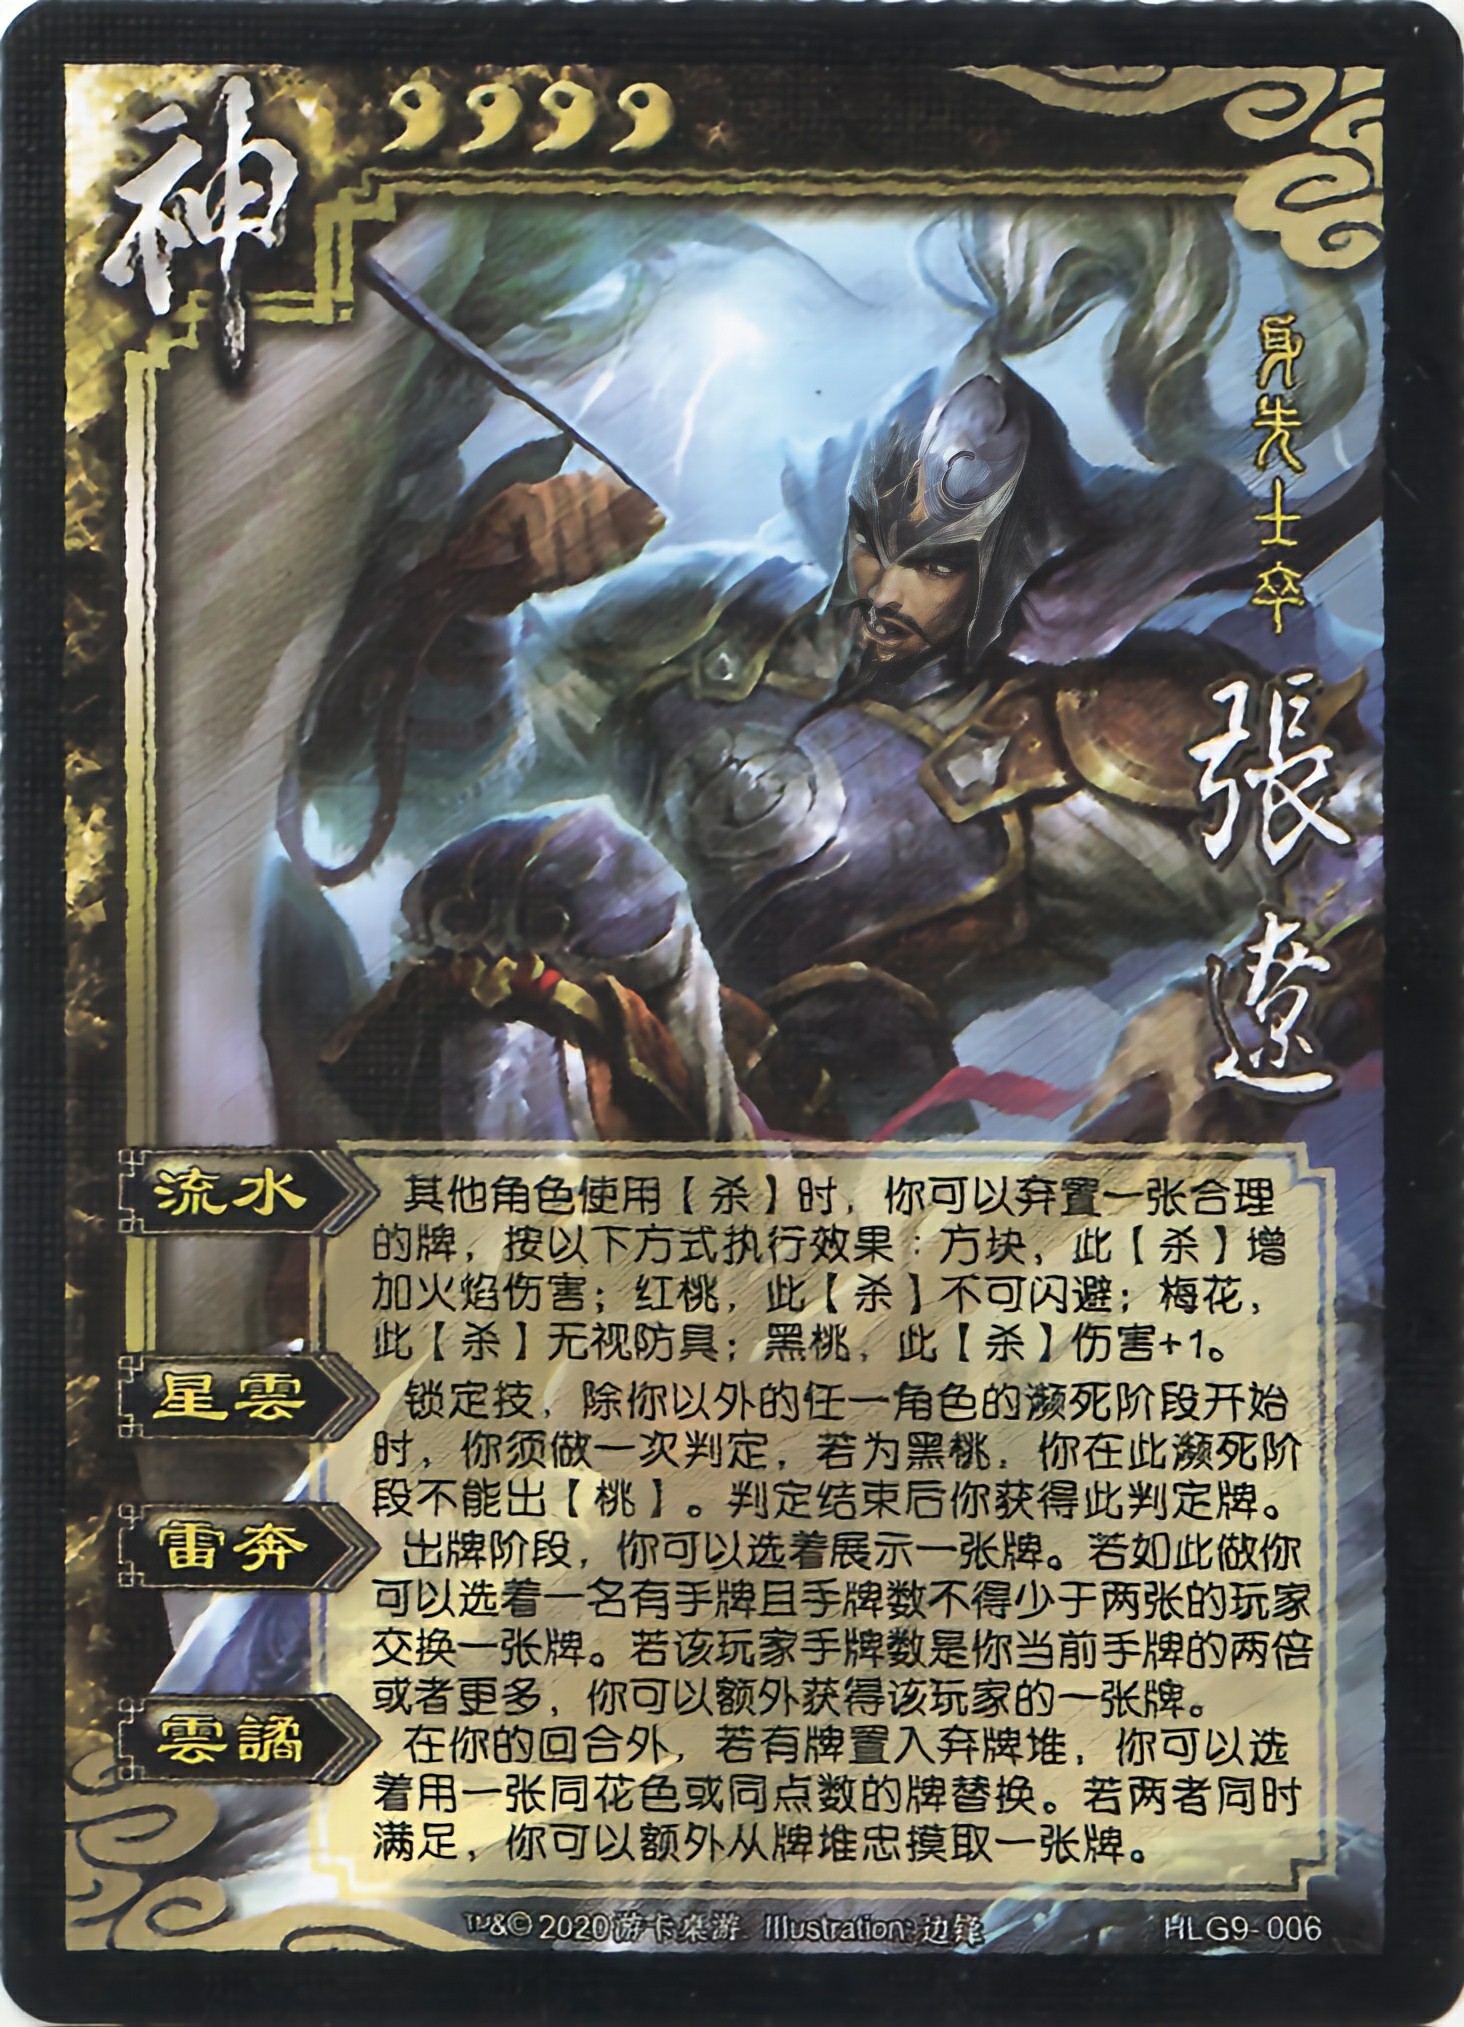 神
身先士卒
張遼
流水
其他角色使用【杀】时，你可以弃置一张合理
的牌，按以下方式执行效果：方块，此【杀】增
加火焰伤害；红桃，此【杀】不可闪避；梅花，
此【杀】无视防具；黑桃，此【杀】伤害+1。
星雲
锁定技，除你以外的任一角色的濒死阶段开始
时，你须做一次判定，若为黑桃，你在此濒死阶
段不能出【桃】。判定结束后你获得此判定牌。
雷奔
出牌阶段，你可以选着展示一张牌。若如此做你
可以选着一名有手牌且手牌数不得少于两张的玩家
交换一张牌。若该玩家手牌数是你当前手牌的两倍
或者更多，你可以额外获得该玩家的一张牌。
雲譎
在你的回合外，若有牌置入弃牌堆，你可以选
着用一张同花色或同点数的牌替换。若两者同时
满足，你可以额外从牌堆忠摸取一张牌。
™&© 2020游卡桌游. Illustration:边锋
HLG9-006